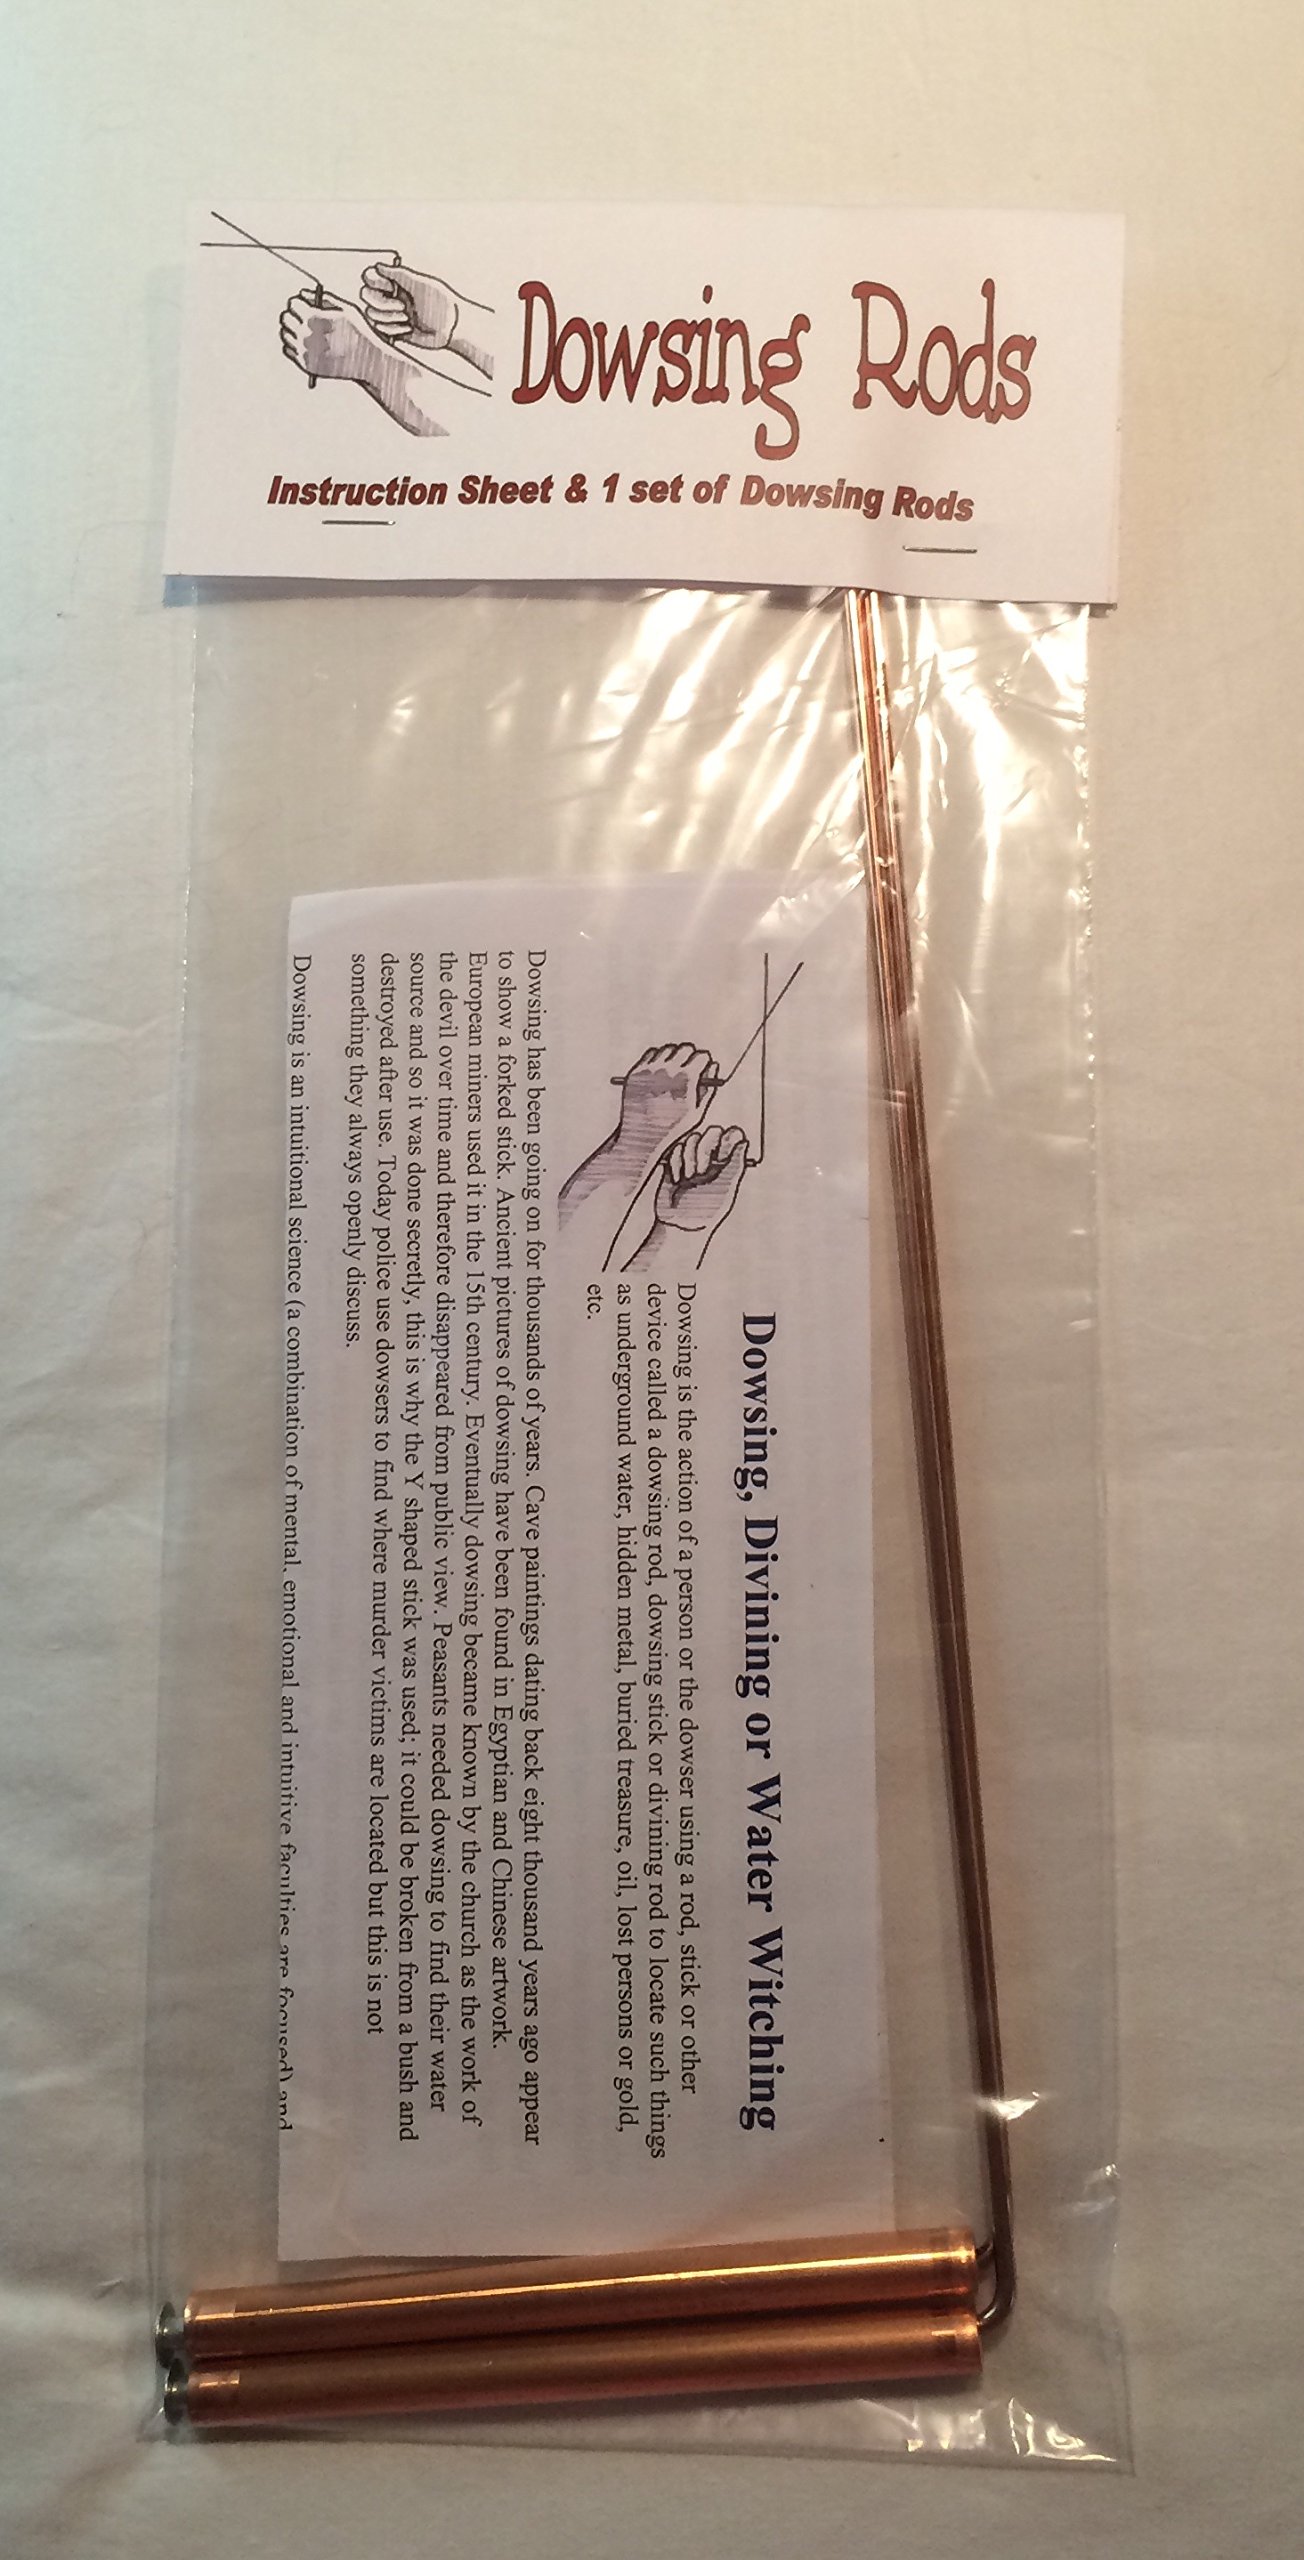 Dowsing Rods
Instruction Sheet & 1 set of Dowsing Rods
Dowsing, Divining or Water Witching
Dowsing is the action of a person or the dowser using a rod, stick or other
device called a dowsing rod, dowsing stick or divining rod to locate such things
as underground water, hidden metal, buried treasure, oil, lost persons or gold,
etc.
Dowsing has been going on for thousands of years. Cave paintings dating back eight thousand years ago appear
to show a forked stick. Ancient pictures of dowsing have been found in Egyptian and Chinese artwork.
European miners used it in the 15th century. Eventually dowsing became known by the church as the work of
the devil over time and therefore disappeared from public view. Peasants needed dowsing to find their water
source and so it was done secretly, this is why the Y shaped stick was used; it could be broken from a bush and
destroyed after use. Today police use dowsers to find where murder victims are located but this is not
something they always openly discuss.
Dowsing is an intuitional science (a combination of mental, emotional and intuitive faculties are focused) and